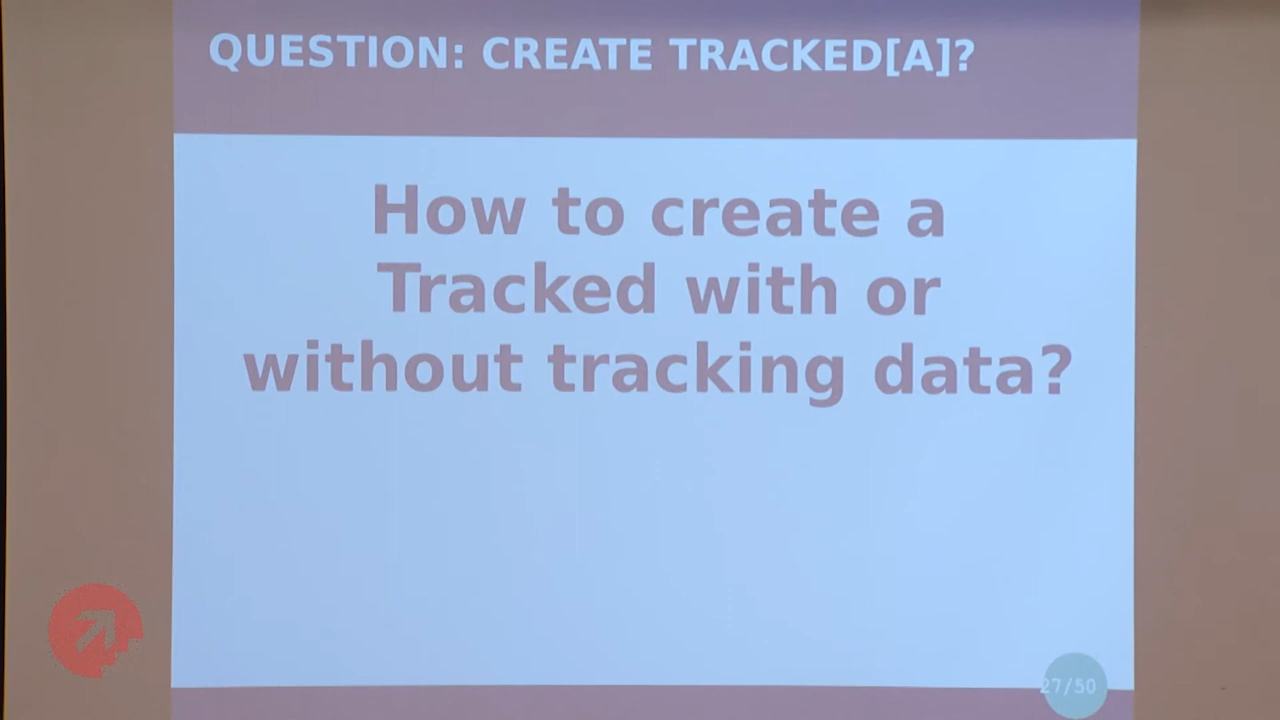 QUESTION: CREATE TRACKED[A]?
How to create a
Tracked with or
without tracking data?
27/50